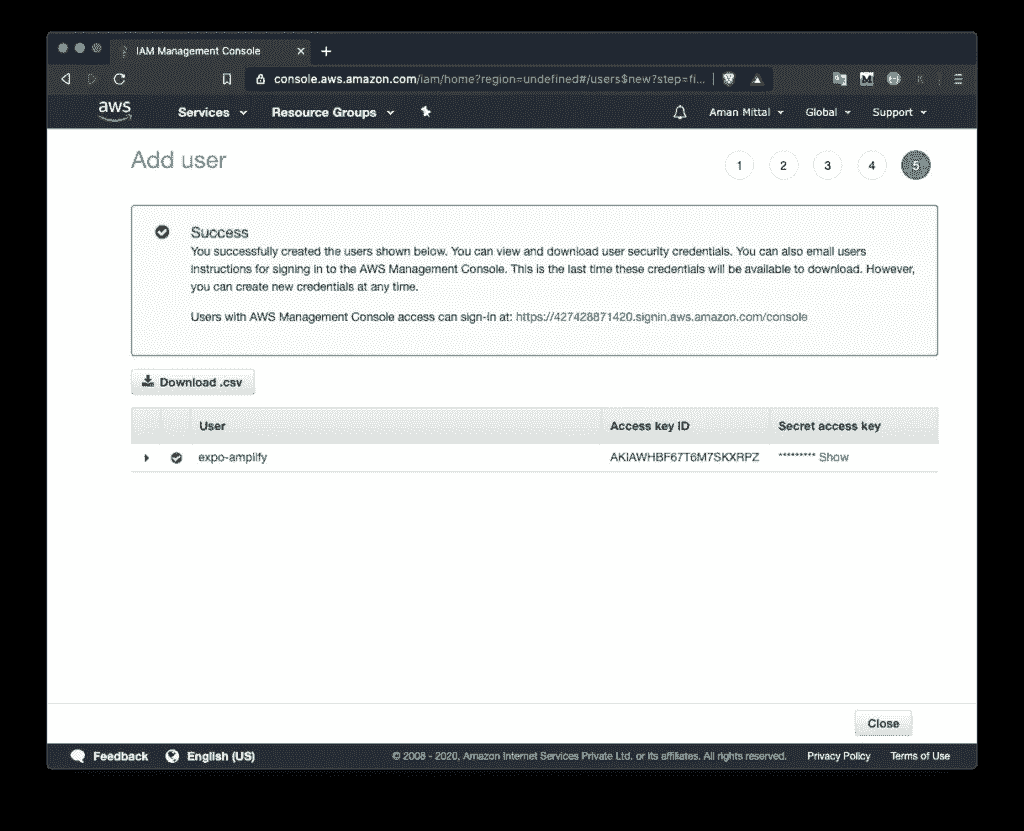 IAM Management Console
console.aws.amazon.com/iam/home?region=undefined#/users$new?step=fi...
aws Services Resource Groups Aman Mittal Global Support
Add user 1 2 3 4 5
Success
You successfully created the users shown below. You can view and download user security credentials. You can also email users
instructions for signing in to the AWS Management Console. This is the last time these credentials will be available to download. However,
you can create new credentials at any time.
Users with AWS Management Console access can sign-in at: https://427428871420.signin.aws.amazon.com/console
Download .csv
User Access key ID Secret access key
expo-amplify AKIAWHBF67T6M7SKXRPZ ********* Show
Close
Feedback English (US) © 2008 - 2020, Amazon Internet Services Private Ltd. or its affiliates. All rights reserved. Privacy Policy Terms of Use